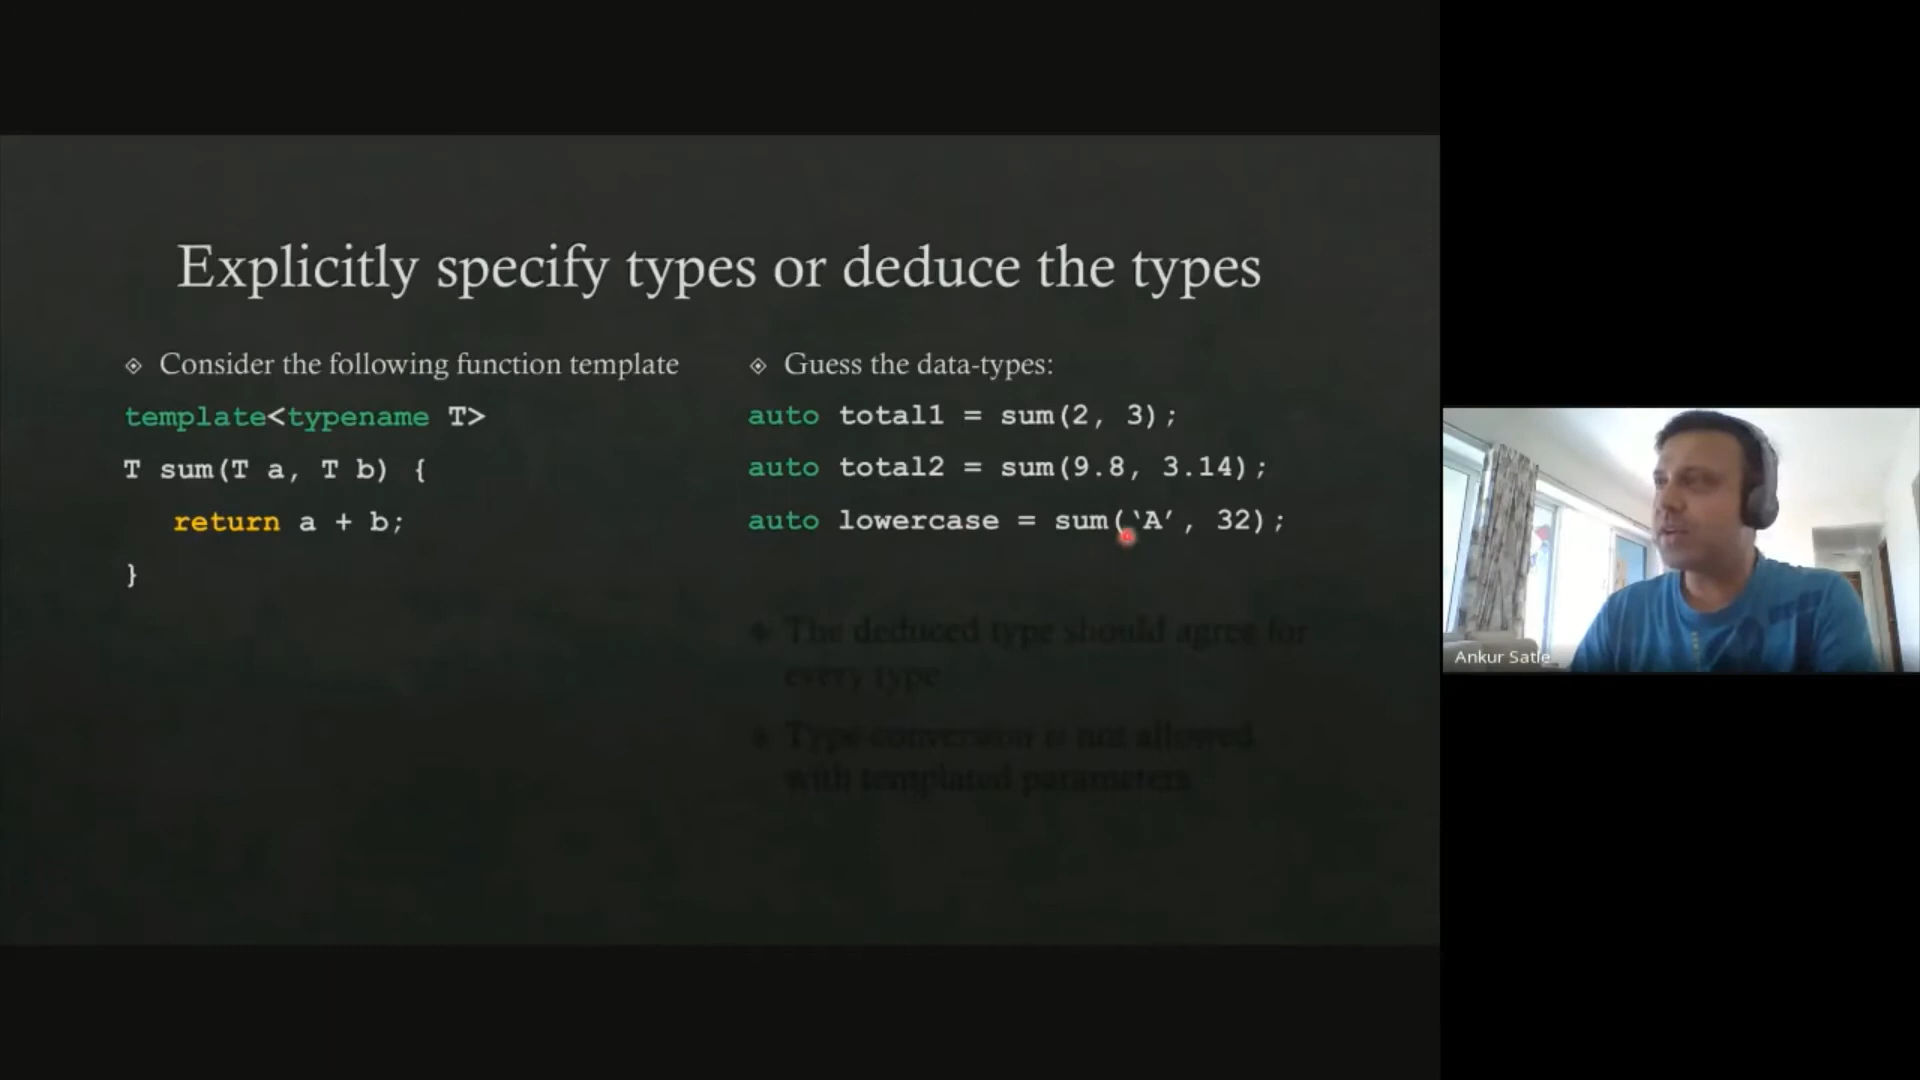 Explicitly specify types or deduce the types
Consider the following function template
template<typename T>
T sum(T a, T b) {
return a + b;
}
Guess the data-types:
auto total1 = sum(2, 3);
auto total2 = sum(9.8, 3.14);
auto lowercase = sum(‘A’, 32);
The deduced type should agree for
every type
Type conversion is not allowed
with templated parameters
Ankur Satle